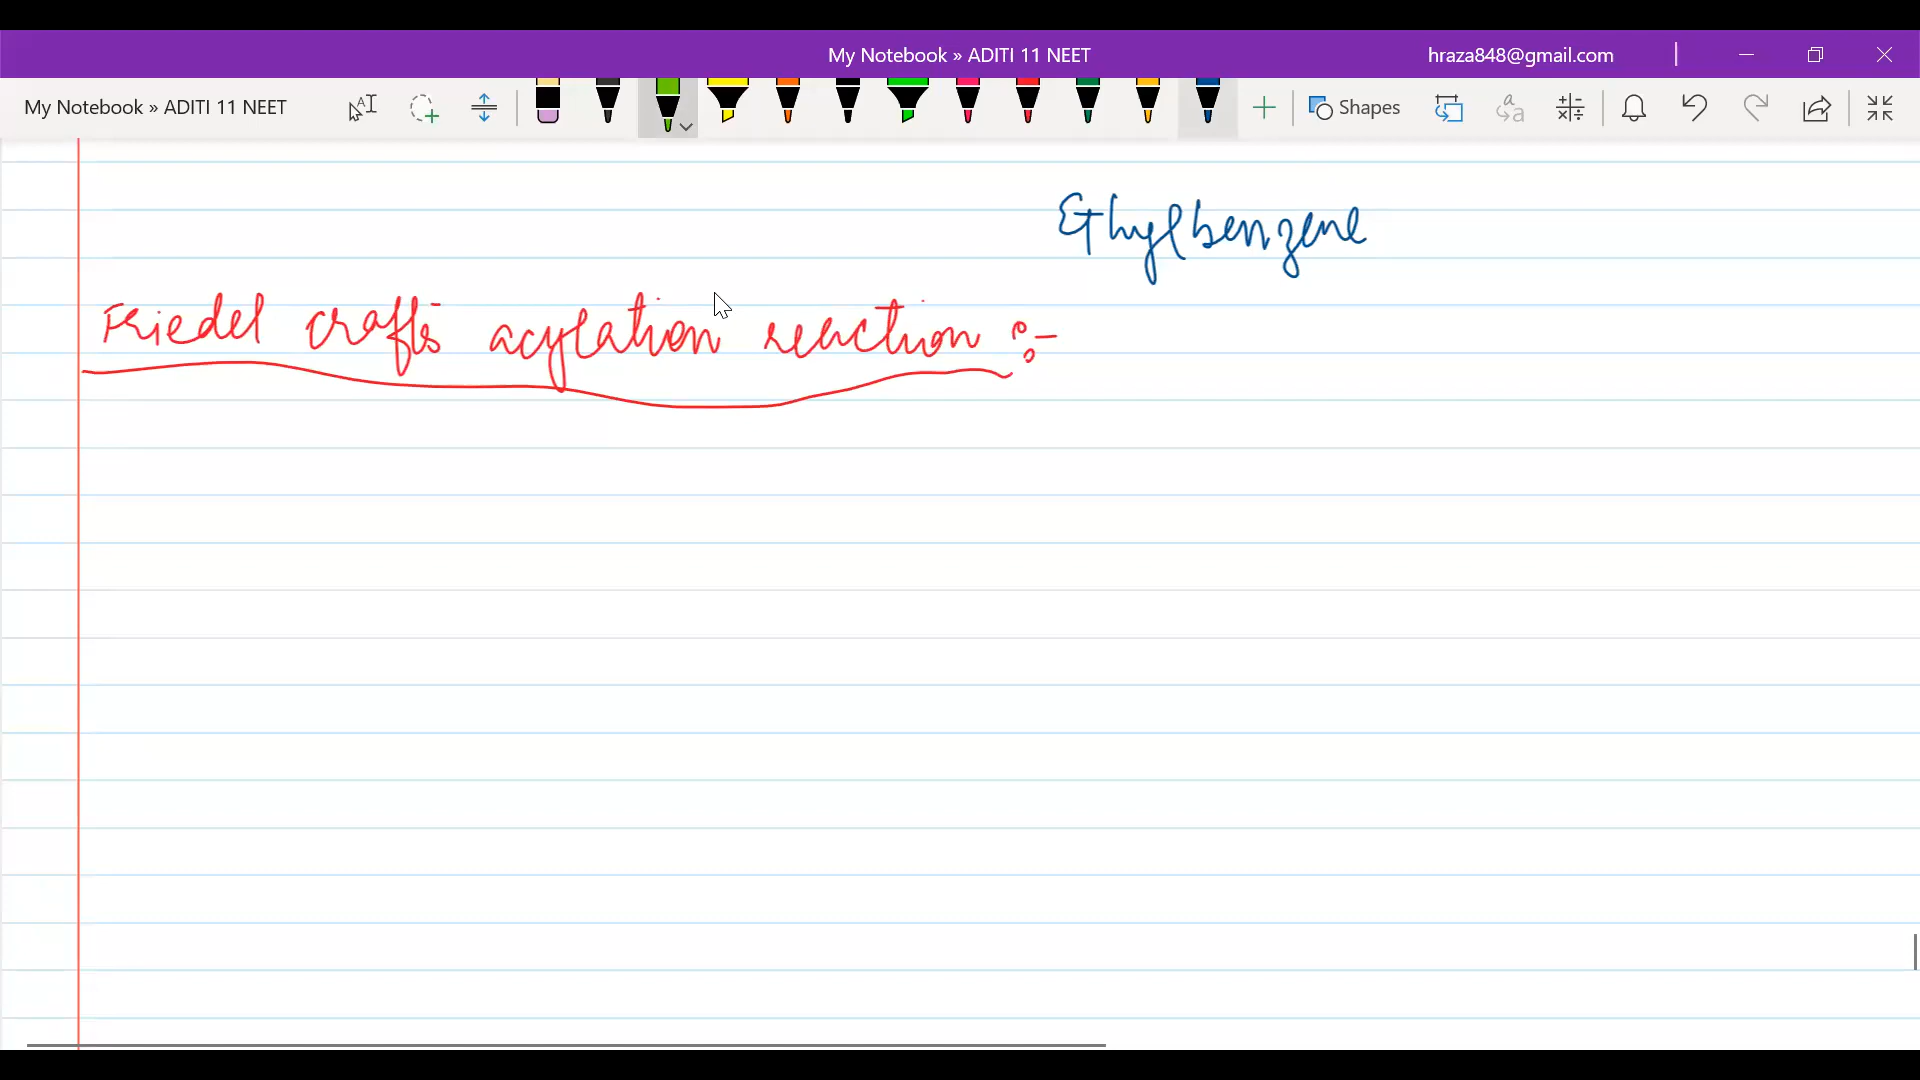 My Notebook » ADITI 11 NEET
hraza848@gmail.com
My Notebook » ADITI 11 NEET
Shapes
Ethylbenzene
Friedel crafts acylation reaction :-